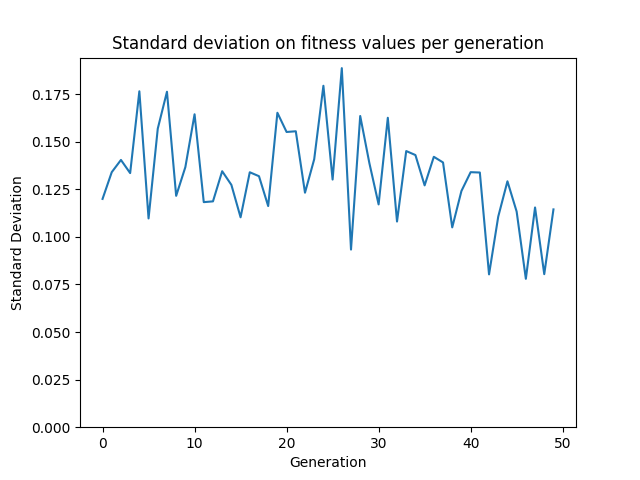 Standard deviation on fitness values per generation
0.175
0.150
0.125
0.100
0.075
0.050
0.025
0.000
Standard Deviation
0 10 20 30 40 50
Generation